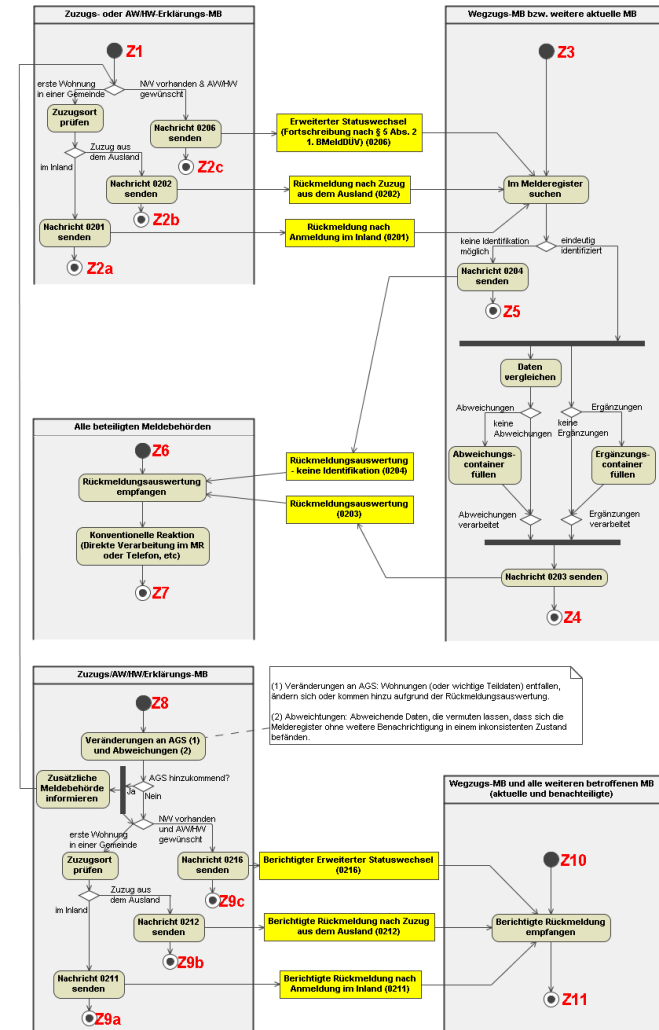 Zuzugs- oder AW/HW-Erklärungs-MB
Z1
erste Wohnung
in einer Gemeinde
NW vorhanden & AW/HW
gewünscht
Zuzugsort
prüfen
Nachricht 0206
senden
Z2c
Zuzug aus
dem Ausland
im Inland
Nachricht 0202
senden
Z2b
Nachricht 0201
senden
Z2a
Erweiterter Statuswechsel
(Fortschreibung nach § 6 Abs. 2
1. BMeldDÜV) (0206)
Rückmeldung nach Zuzug
aus dem Ausland (0202)
Rückmeldung nach
Anmeldung im Inland (0201)
Wegzugs-MB bzw. weitere aktuelle MB
Z3
Im Melderegister
suchen
keine Identifikation
möglich
eindeutig
identifiziert
Nachricht 0204
senden
Z5
Daten
vergleichen
Abweichungen
keine
Abweichungen
Ergänzungen
keine
Ergänzungen
Abweichungs-
container
füllen
Ergänzungs-
container
füllen
Abweichungen
verarbeitet
Ergänzungen
verarbeitet
Nachricht 0203 senden
Z4
Alle beteiligten Meldebehörden
Z6
Rückmeldungsauswertung
empfangen
Konventionelle Reaktion
(Direkte Verarbeitung im MR
oder Telefon, etc)
Z7
Rückmeldungsauswertung
- keine Identifikation (0204)
Rückmeldungsauswertung
(0203)
Zuzugs/AW/HW/Erklärungs-MB
Z8
Veränderungen an AGS (1)
und Abweichungen (2)
(1) Veränderungen an AGS: Wohnungen (oder wichtige Teildaten) entfallen,
ändern sich oder kommen hinzu aufgrund der Rückmeldungsauswertung.
(2) Abweichtungen: Abweichende Daten, die vermuten lassen, dass sich die
Melderegister ohne weitere Benachrichtigung in einem inkonsistenten Zustand
befänden.
Zusätzliche
Meldebehörde
informieren
AGS hinzukommend?
Ja
Nein
erste Wohnung
in einer Gemeinde
NW vorhanden
und AW/HW
gewünscht
Zuzugsort
prüfen
Nachricht 0216
senden
Z9c
Zuzug aus
dem Ausland
im Inland
Nachricht 0212
senden
Z9b
Nachricht 0211
senden
Z9a
Berichtigter Erweiterter Statuswechsel
(0216)
Berichtigte Rückmeldung nach Zuzug
aus dem Ausland (0212)
Berichtigte Rückmeldung nach
Anmeldung im Inland (0211)
Wegzugs-MB und alle weiteren betroffenen MB
(aktuelle und benachteiligte)
Z10
Berichtigte Rückmeldung
empfangen
Z11